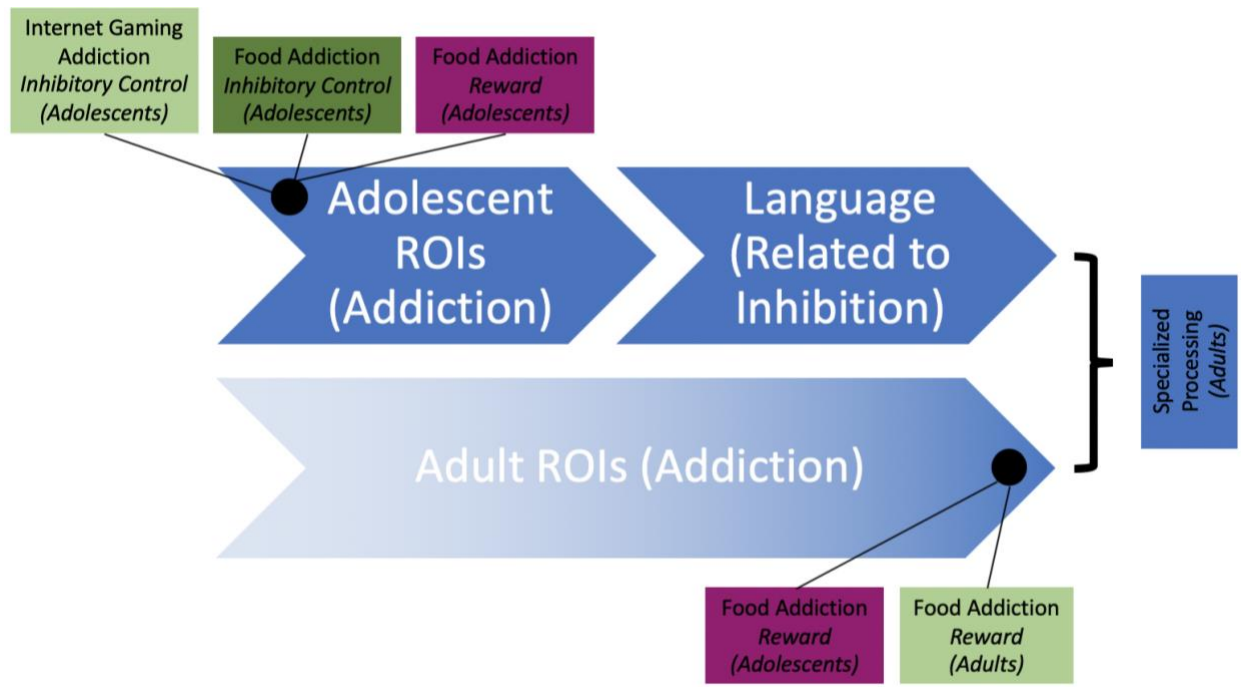 Internet Gaming
Addiction
Inhibitory Control
(Adolescents)
Food Addiction
Inhibitory Control
(Adolescents)
Food Addiction
Reward
(Adolescents)
Adolescent
ROIs
(Addiction)
Language
(Related to
Inhibition)
Specialized
Processing
(Adults)
Adult ROIs (Addiction)
Food Addiction
Reward
(Adolescents)
Food Addiction
Reward
(Adults)